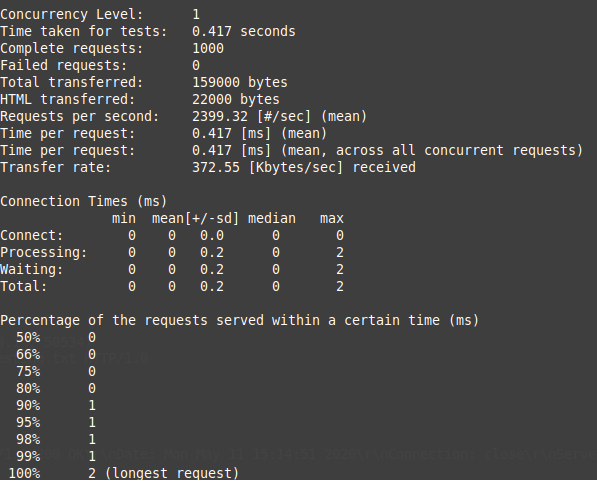 Concurrency Level:      1
Time taken for tests:   0.417 seconds
Complete requests:      1000
Failed requests:        0
Total transferred:      159000 bytes
HTML transferred:       22000 bytes
Requests per second:    2399.32 [#/sec] (mean)
Time per request:       0.417 [ms] (mean)
Time per request:       0.417 [ms] (mean, across all concurrent requests)
Transfer rate:          372.55 [Kbytes/sec] received
Connection Times (ms)
              min  mean[+/-sd] median   max
Connect:        0    0   0.0      0       0
Processing:     0    0   0.2      0       2
Waiting:        0    0   0.2      0       2
Total:          0    0   0.2      0       2
Percentage of the requests served within a certain time (ms)
  50%      0
  66%      0
  75%      0
  80%      0
  90%      1
  95%      1
  98%      1
  99%      1
 100%      2 (longest request)